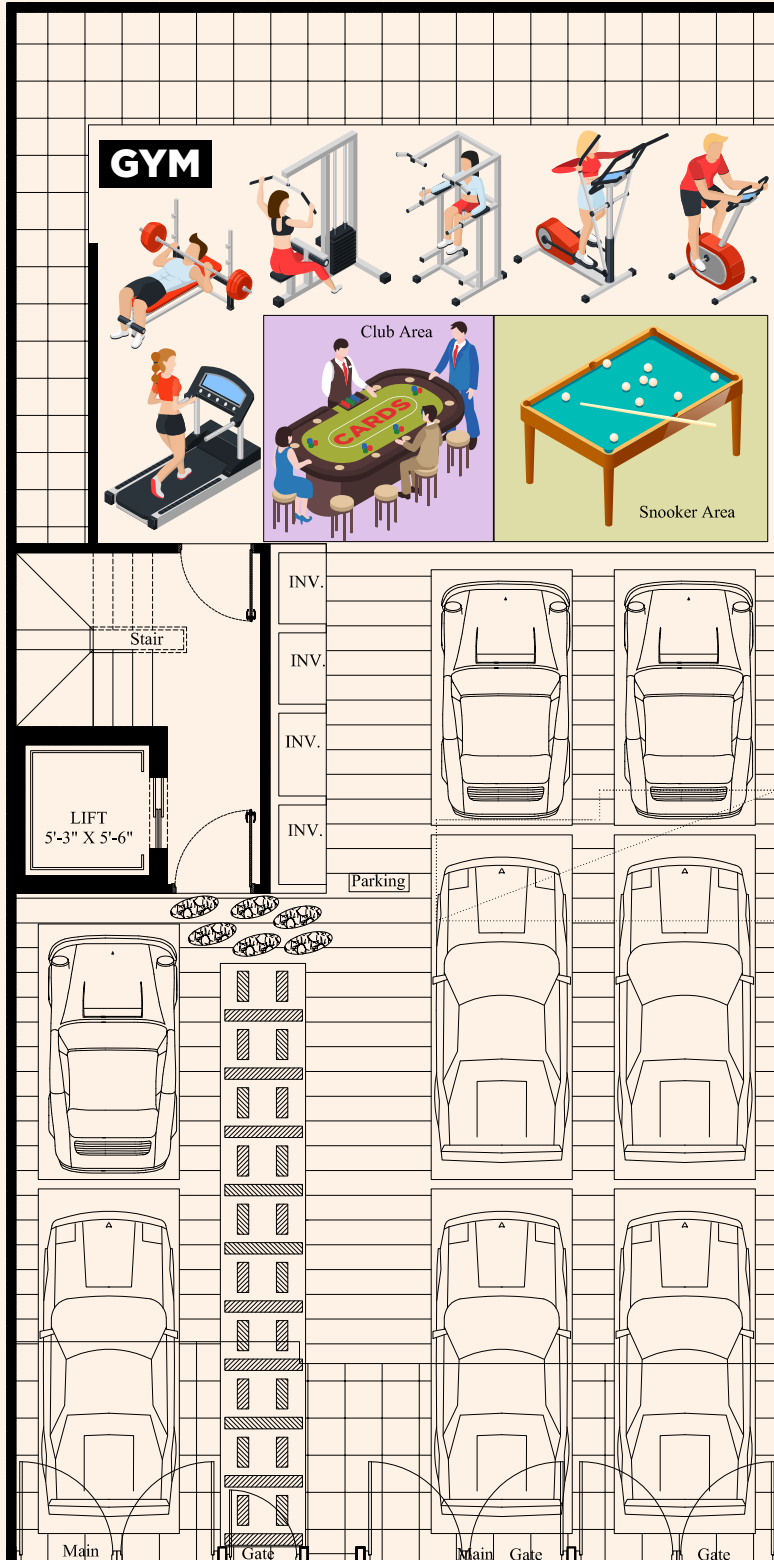 GYM
Club Area
CARDS
Snooker Area
INV.
Stair
INV.
INV.
LIFT
5'-3" X 5'-6"
INV.
Parking
Main
Gate
Main Gate
Gate